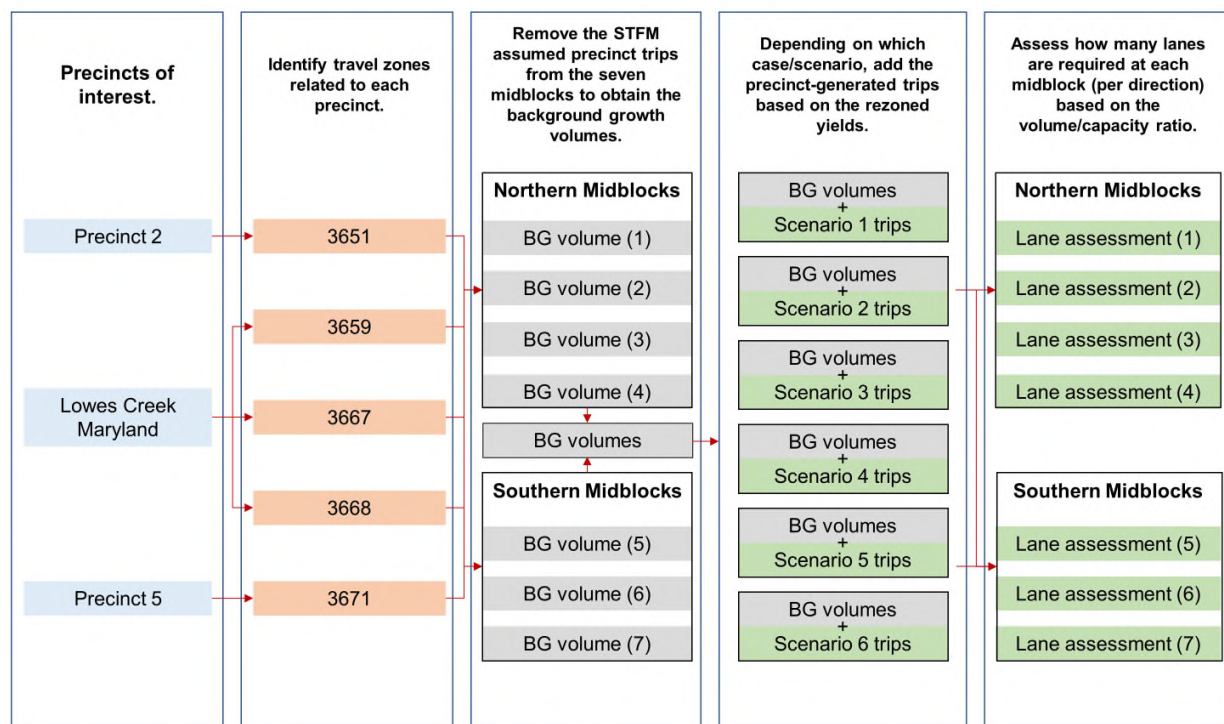 Precincts of
interest.
Precinct 2
Lowes Creek
Maryland
Precinct 5
Identify travel zones
related to each
precinct.
3651
3659
3667
3668
3671
Remove the STFM
assumed precinct trips
from the seven
midblocks to obtain the
background growth
volumes.
Northern Midblocks
BG volume (1)
BG volume (2)
BG volume (3)
BG volume (4)
BG volumes
Southern Midblocks
BG volume (5)
BG volume (6)
BG volume (7)
Depending on which
case/scenario, add the
precinct-generated trips
based on the rezoned
yields.
BG volumes
+
Scenario 1 trips
BG volumes
+
Scenario 2 trips
BG volumes
+
Scenario 3 trips
BG volumes
+
Scenario 4 trips
BG volumes
+
Scenario 5 trips
BG volumes
+
Scenario 6 trips
Assess how many lanes
are required at each
midblock (per direction)
based on the
volume/capacity ratio.
Northern Midblocks
Lane assessment (1)
Lane assessment (2)
Lane assessment (3)
Lane assessment (4)
Southern Midblocks
Lane assessment (5)
Lane assessment (6)
Lane assessment (7)